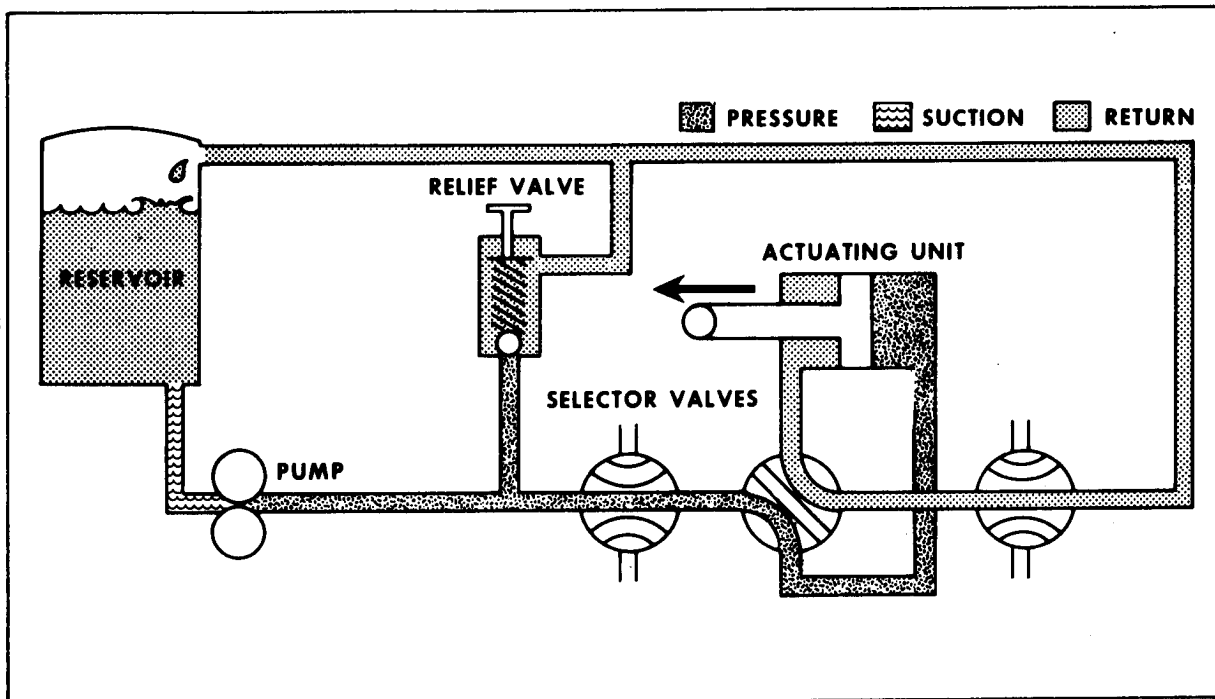 PRESSURE SUCTION RETURN
RELIEF VALVE
ACTUATING UNIT
RESERVOIR
SELECTOR VALVES
PUMP